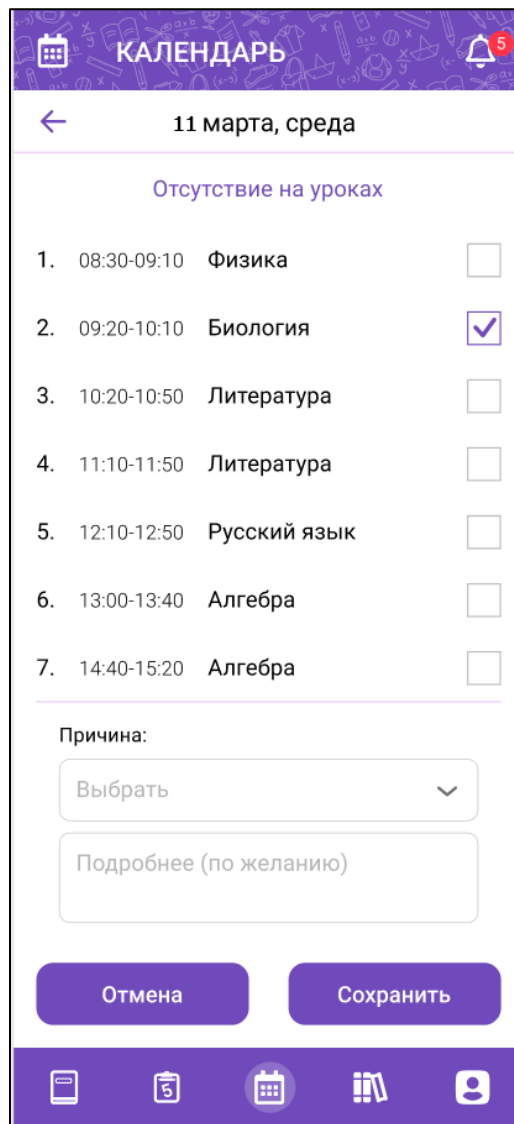 КАЛЕНДАРЬ
5
11 марта, среда
Отсутствие на уроках
1. 08:30-09:10 Физика
2. 09:20-10:10 Биология
3. 10:20-10:50 Литература
4. 11:10-11:50 Литература
5. 12:10-12:50 Русский язык
6. 13:00-13:40 Алгебра
7. 14:40-15:20 Алгебра
Причина:
Выбрать
Подробнее (по желанию)
Отмена Сохранить
5